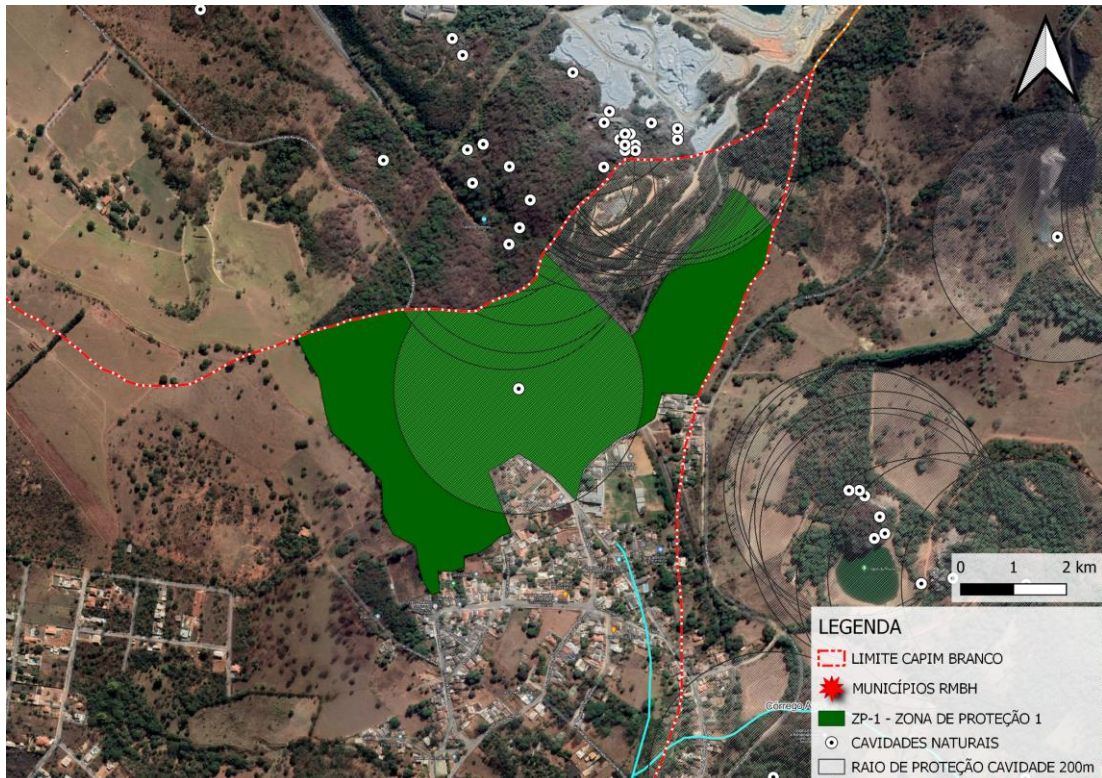 0 1 2 km
LEGENDA
LIMITE CAPIM BRANCO
MUNICÍPIOS RMBH
ZP-1 - ZONA DE PROTEÇÃO 1
CAVIDADES NATURAIS
RAIO DE PROTEÇÃO CAVIDADE 200m